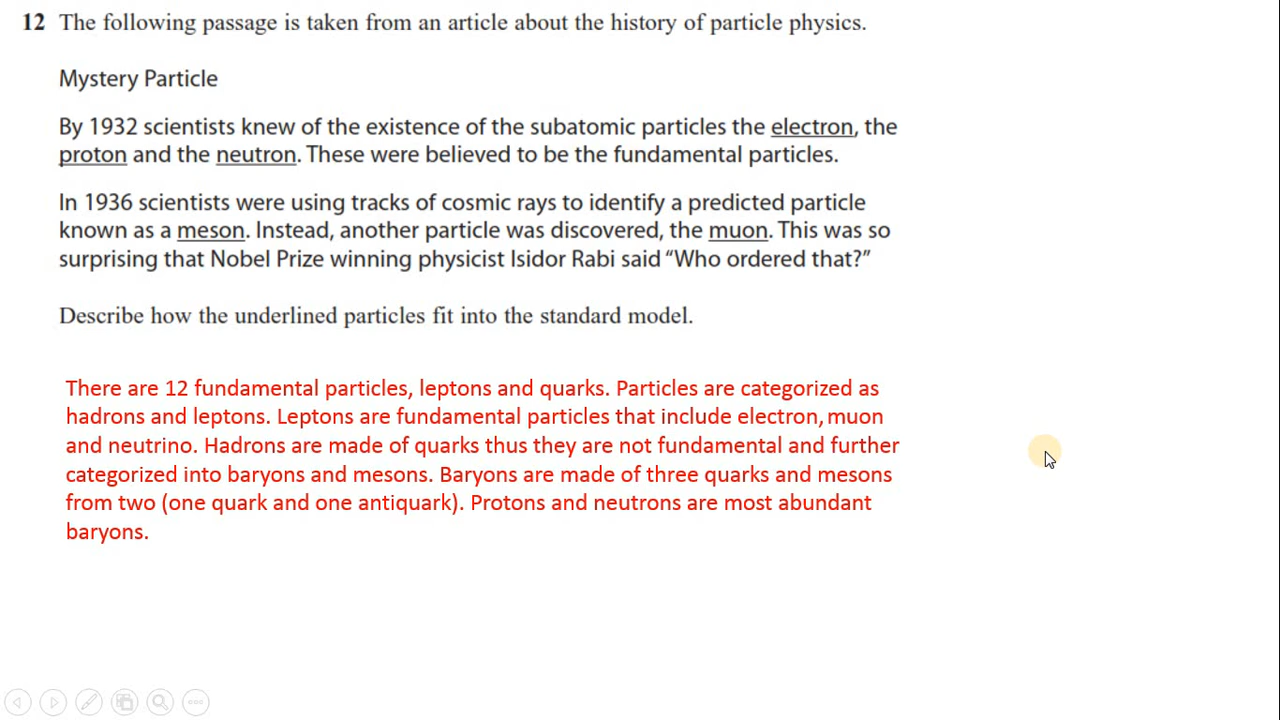 12 The following passage is taken from an article about the history of particle physics.
Mystery Particle
By 1932 scientists knew of the existence of the subatomic particles the electron, the
proton and the neutron. These were believed to be the fundamental particles.
In 1936 scientists were using tracks of cosmic rays to identify a predicted particle
known as a meson. Instead, another particle was discovered, the muon. This was so
surprising that Nobel Prize winning physicist Isidor Rabi said “Who ordered that?”
Describe how the underlined particles fit into the standard model.
There are 12 fundamental particles, leptons and quarks. Particles are categorized as
hadrons and leptons. Leptons are fundamental particles that include electron, muon
and neutrino. Hadrons are made of quarks thus they are not fundamental and further
categorized into baryons and mesons. Baryons are made of three quarks and mesons
from two (one quark and one antiquark). Protons and neutrons are most abundant
baryons.